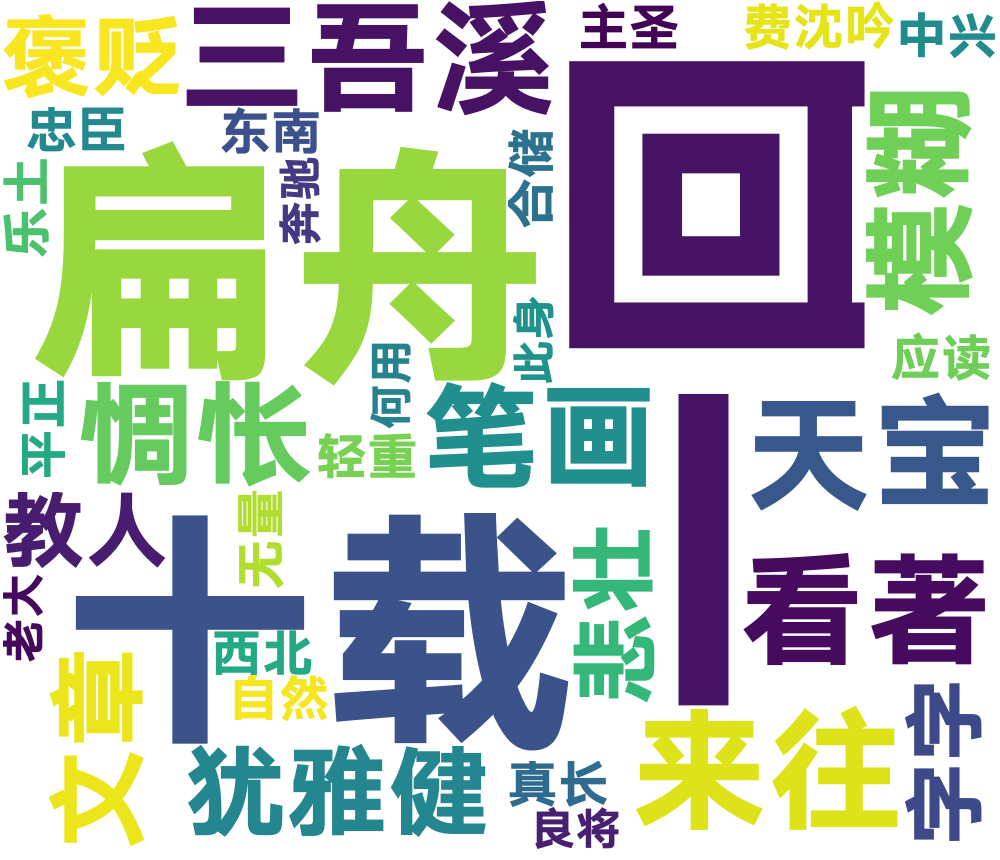 褒贬
三吾溪
主圣
费沈吟
中兴
忠臣
东南
合储
一回
模糊
乐土
扁舟
奔驰
此身
应读
平正
惆怅
何用
轻重
笔画
天宝
教人
无量
十载
悲壮
看著
老大
西北
自然
文章
犹雅健
真长
良将
来往
字字